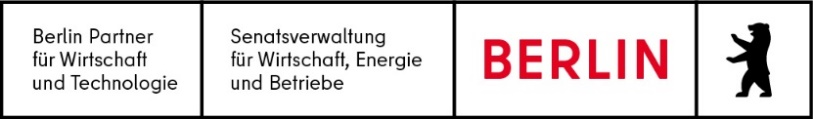 Berlin Partner
für Wirtschaft
und Technologie
Senatsverwaltung
für Wirtschaft, Energie
und Betriebe
BERLIN